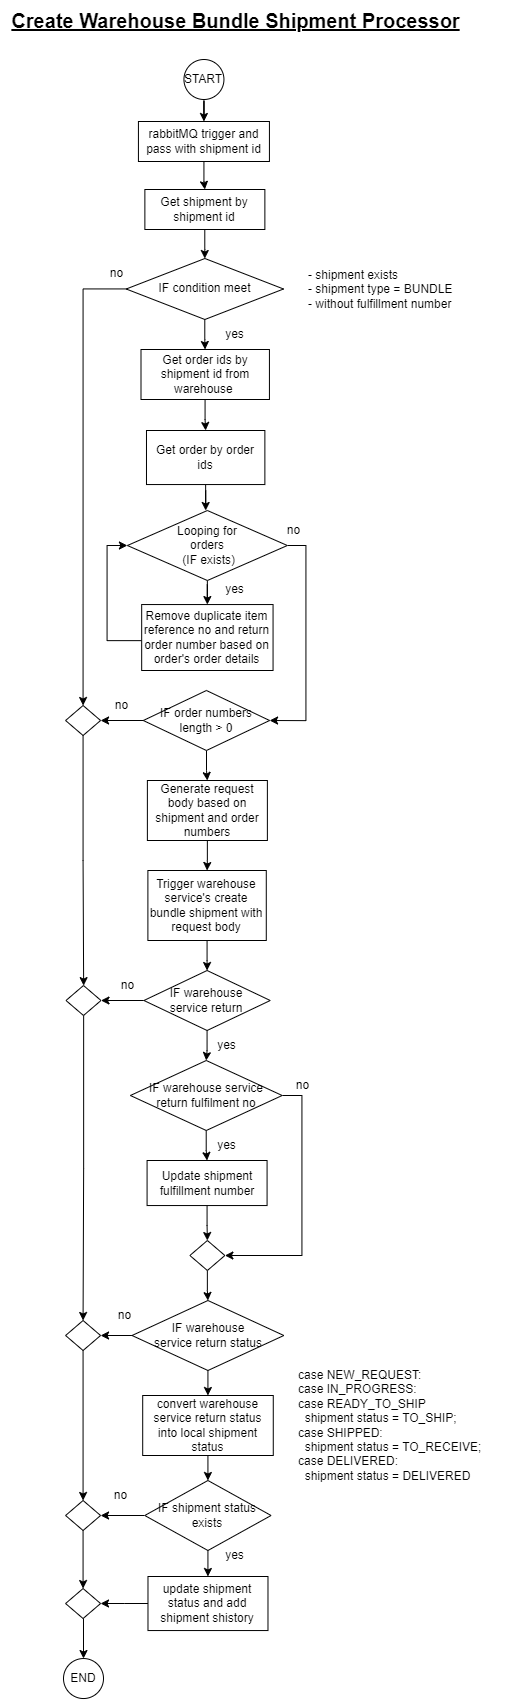 Create Warehouse Bundle Shipment Processor
START
rabbitMQ trigger and
pass with shipment id
Get shipment by
shipment id
no
IF condition meet
- shipment exists
- shipment type = BUNDLE
- without fulfillment number
yes
Get order ids by
shipment id from
warehouse
Get order by order
ids
Looping for
orders
(IF exists)
no
yes
Remove duplicate item
reference no and return
order number based on
order's order details
no
IF order numbers
length > 0
Generate request
body based on
shipment and order
numbers
Trigger warehouse
service's create
bundle shipment with
request body
no
IF warehouse
service return
yes
IF warehouse service
return fulfilment no
no
yes
Update shipment
fulfillment number
no
IF warehouse
service return status
case NEW_REQUEST:
case IN_PROGRESS:
case READY_TO_SHIP
shipment status = TO_SHIP;
case SHIPPED:
shipment status = TO_RECEIVE;
case DELIVERED:
shipment status = DELIVERED
convert warehouse
service return status
into local shipment
status
no
IF shipment status
exists
yes
update shipment
status and add
shipment shistory
END